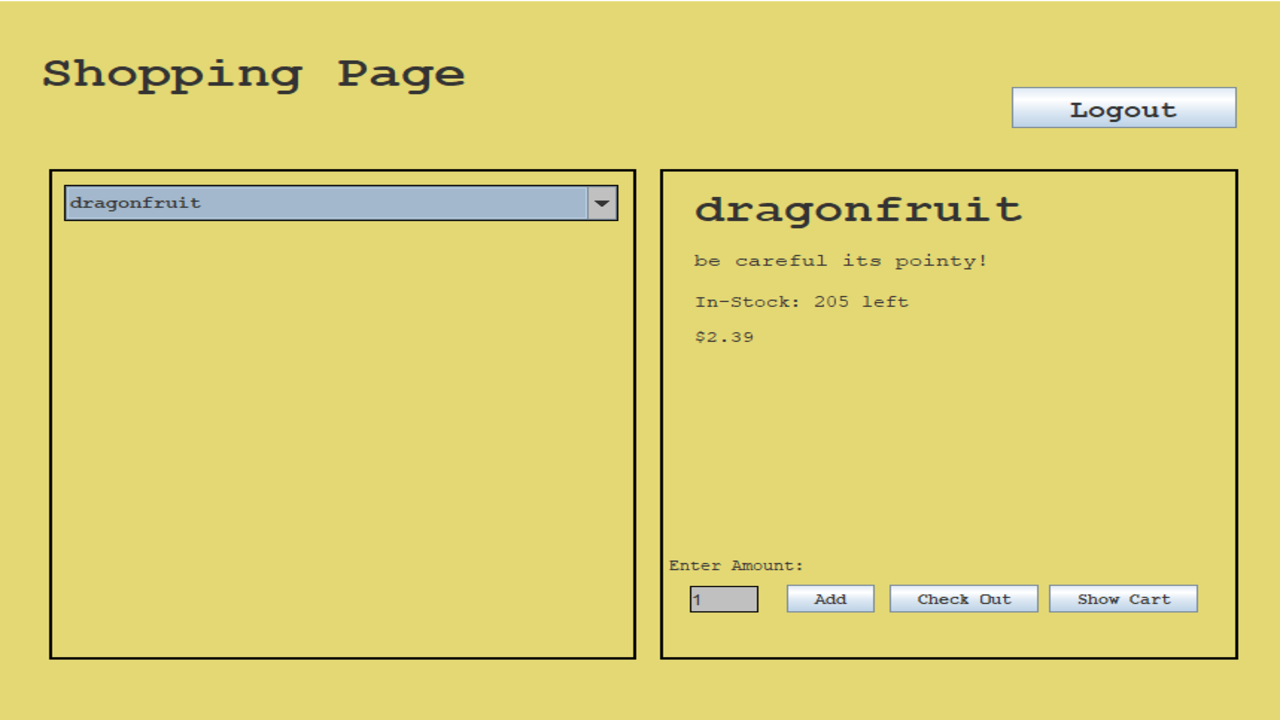 Shopping Page
Logout
dragonfruit
dragonfruit
be careful its pointy!
In-Stock: 205 left
$2.39
Enter Amount:
1
Add
Check Out
Show Cart